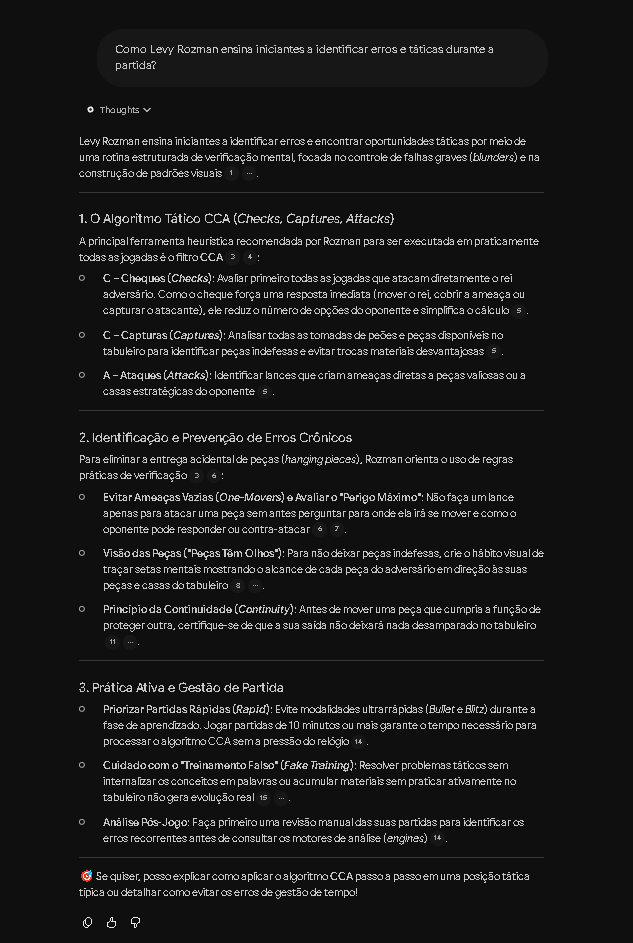 Como Levy Rozman ensina iniciantes a identificar erros e táticas durante a
partida?
Thoughts
Levy Rozman ensina iniciantes a identificar erros e encontrar oportunidades táticas por meio de
uma rotina estruturada de verificação mental, focada no controle de falhas graves (blunders) e na
construção de padrões visuais 1 ... .
1. O Algoritmo Tático CCA (Checks, Captures, Attacks)
A principal ferramenta heurística recomendada por Rozman para ser executada em praticamente
todas as jogadas é o filtro CCA 3 4 :
C – Cheques (Checks): Avaliar primeiro todas as jogadas que atacam diretamente o rei
adversário. Como o cheque força uma resposta imediata (mover o rei, cobrir a ameaça ou
capturar o atacante), ele reduz o número de opções do oponente e simplifica o cálculo 5 .
C – Capturas (Captures): Analisar todas as tomadas de peões e peças disponíveis no
tabuleiro para identificar peças indefesas e evitar trocas materiais desvantajosas 5 .
A – Ataques (Attacks): Identificar lances que criam ameaças diretas a peças valiosas ou a
casas estratégicas do oponente 5 .
2. Identificação e Prevenção de Erros Crônicos
Para eliminar a entrega acidental de peças (hanging pieces), Rozman orienta o uso de regras
práticas de verificação 3 6 :
Evitar Ameaças Vazias (One-Movers) e Avaliar o "Perigo Máximo": Não faça um lance
apenas para atacar uma peça sem antes perguntar para onde ela irá se mover e como o
oponente pode responder ou contra-atacar 6 7 .
Visão das Peças ("Peças Têm Olhos"): Para não deixar peças indefesas, crie o hábito visual de
traçar setas mentais mostrando o alcance de cada peça do adversário em direção às suas
peças e casas do tabuleiro 8 ... .
Princípio da Continuidade (Continuity): Antes de mover uma peça que cumpria a função de
proteger outra, certifique-se de que a sua saída não deixará nada desamparado no tabuleiro
11 ... .
3. Prática Ativa e Gestão de Partida
Priorizar Partidas Rápidas (Rapid): Evite modalidades ultrarrápidas (Bullet e Blitz) durante a
fase de aprendizado. Jogar partidas de 10 minutos ou mais garante o tempo necessário para
processar o algoritmo CCA sem a pressão do relógio 14 .
Cuidado com o "Treinamento Falso" (Fake Training): Resolver problemas táticos sem
internalizar os conceitos em palavras ou acumular materiais sem praticar ativamente no
tabuleiro não gera evolução real 15 ... .
Análise Pós-Jogo: Faça primeiro uma revisão manual das suas partidas para identificar os
erros recorrentes antes de consultar os motores de análise (engines) 14 .
🎯 Se quiser, posso explicar como aplicar o algoritmo CCA passo a passo em uma posição tática
típica ou detalhar como evitar os erros de gestão de tempo!